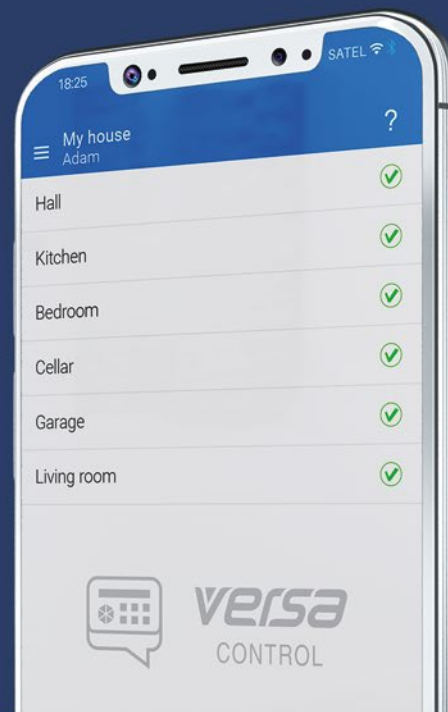 18:25
SATEL
My house
Adam
?
Hall
Kitchen
Bedroom
Cellar
Garage
Living room
versa
CONTROL